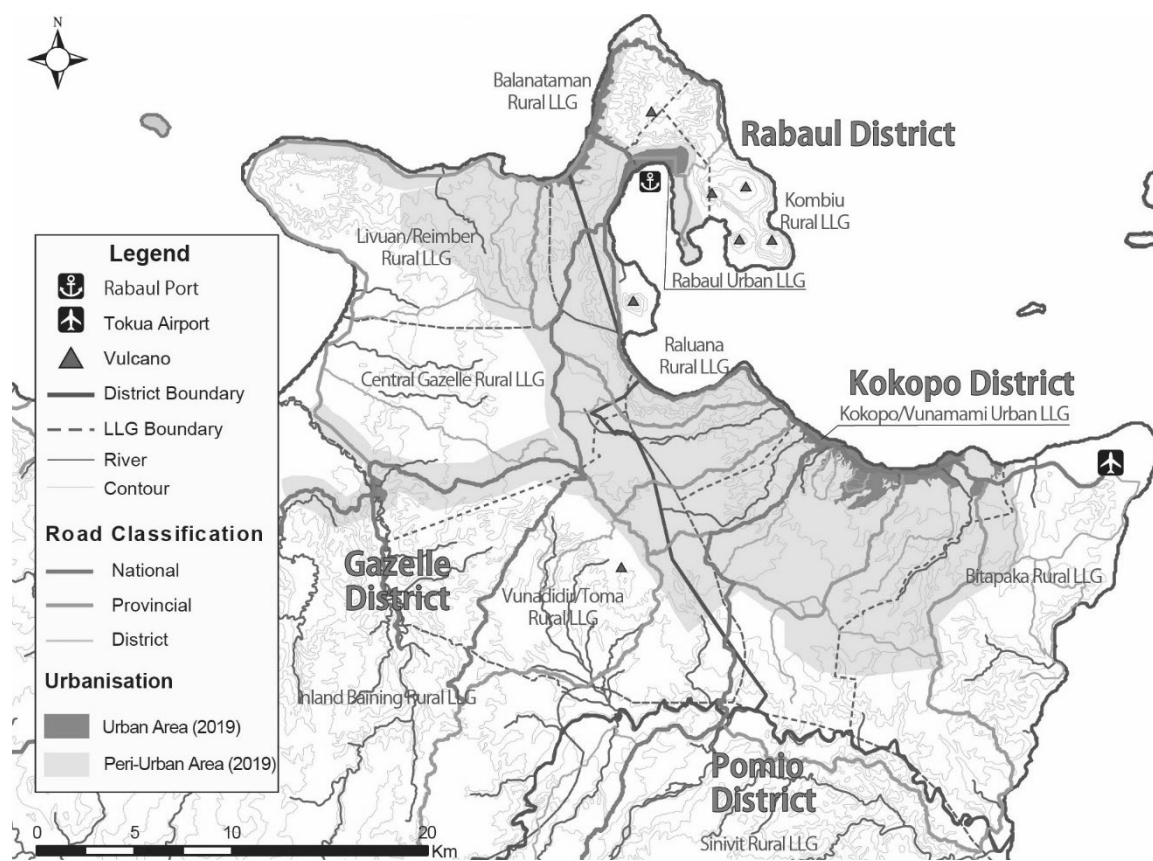 N
Balanataman
Rural LLG
Rabaul District
Kombiu
Rural LLG
Livuan/Reimber
Rural LLG
Rabaul Urban LLG
Raluana
Rural LLG
Central Gazelle Rural LLG
Kokopo District
Kokopo/Vunamami Urban LLG
Gazelle
District
Vunadidir/Toma
Rural LLG
Bitapaka Rural LLG
Inland Baining Rural LLG
Pomio
District
Sinivit Rural LLG
Legend
Rabaul Port
Tokua Airport
Vulcano
District Boundary
LLG Boundary
River
Contour
Road Classification
National
Provincial
District
Urbanisation
Urban Area (2019)
Peri-Urban Area (2019)
0 5 10 20
Km